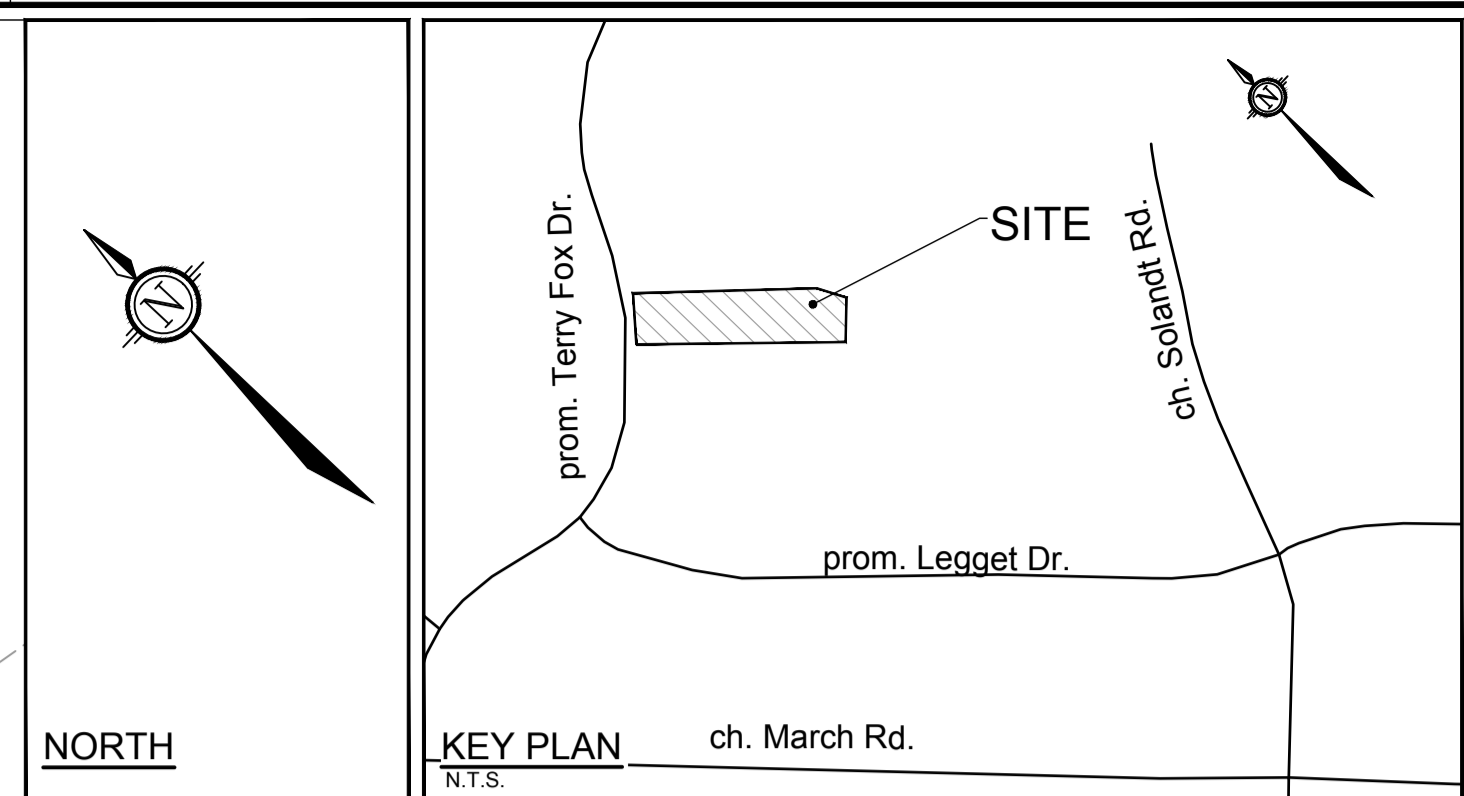 N
NORTH
N
SITE
prom. Terry Fox Dr.
ch. Solandt Rd.
prom. Legget Dr.
ch. March Rd.
KEY PLAN
N.T.S.